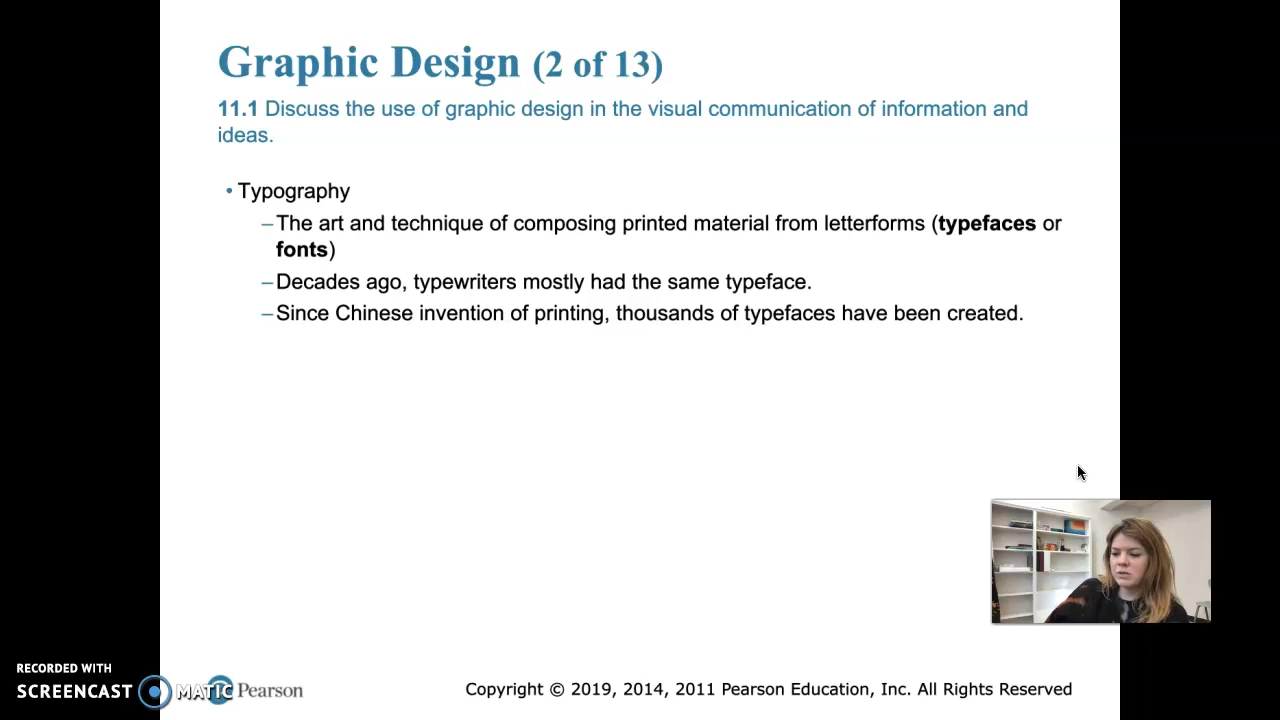 Graphic Design (2 of 13)
11.1 Discuss the use of graphic design in the visual communication of information and
ideas.
• Typography
–The art and technique of composing printed material from letterforms (typefaces or
fonts)
–Decades ago, typewriters mostly had the same typeface.
–Since Chinese invention of printing, thousands of typefaces have been created.
RECORDED WITH
SCREENCAST MATIC
Pearson
Copyright © 2019, 2014, 2011 Pearson Education, Inc. All Rights Reserved